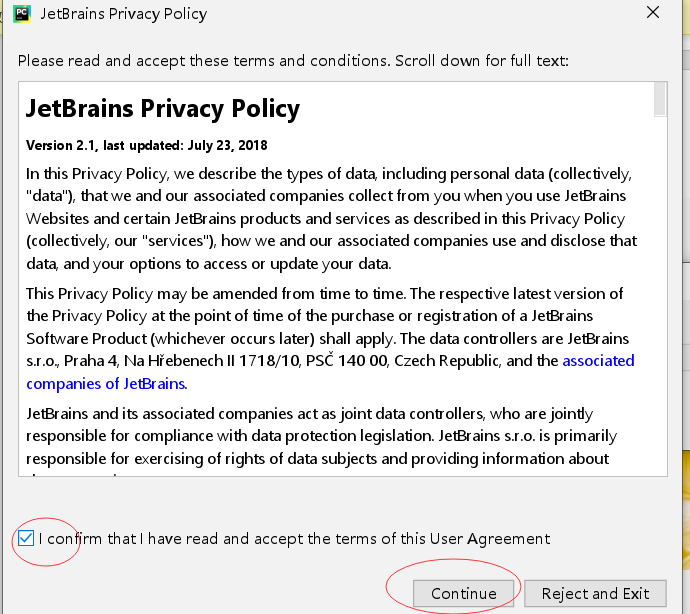 PC JetBrains Privacy Policy
Please read and accept these terms and conditions. Scroll down for full text:
JetBrains Privacy Policy
Version 2.1, last updated: July 23, 2018
In this Privacy Policy, we describe the types of data, including personal data (collectively,
"data"), that we and our associated companies collect from you when you use JetBrains
Websites and certain JetBrains products and services as described in this Privacy Policy
(collectively, our "services"), how we and our associated companies use and disclose that
data, and your options to access or update your data.
This Privacy Policy may be amended from time to time. The respective latest version of
the Privacy Policy at the point of time of the purchase or registration of a JetBrains
Software Product (whichever occurs later) shall apply. The data controllers are JetBrains
s.r.o., Praha 4, Na Hřebenech II 1718/10, PSČ 140 00, Czech Republic, and the associated
companies of JetBrains.
JetBrains and its associated companies act as joint data controllers, who are jointly
responsible for compliance with data protection legislation. JetBrains s.r.o. is primarily
responsible for exercising of rights of data subjects and providing information about
I confirm that I have read and accept the terms of this User Agreement
Continue Reject and Exit